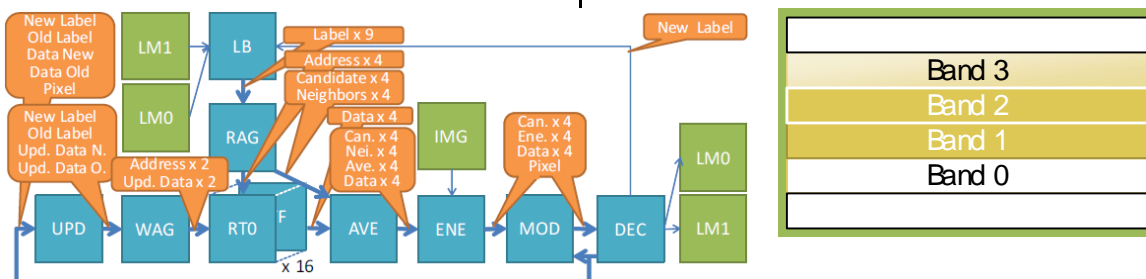 New Label
Old Label
Data New
Data Old
Pixel
LM1
LB
Label x 9
New Label
Address x 4
Candidate x 4
Neighbors x 4
LM0
New Label
Old Label
Upd. Data N.
Upd. Data O.
RAG
Data x 4
Can. x 4
Nei. x 4
Ave. x 4
Data x 4
IMG
Can. x 4
Ene. x 4
Data x 4
Pixel
LM0
Address x 2
Upd. Data x 2
UPD
WAG
RT0
F
AVE
ENE
MOD
DEC
LM1
x 16
Band 3
Band 2
Band 1
Band 0